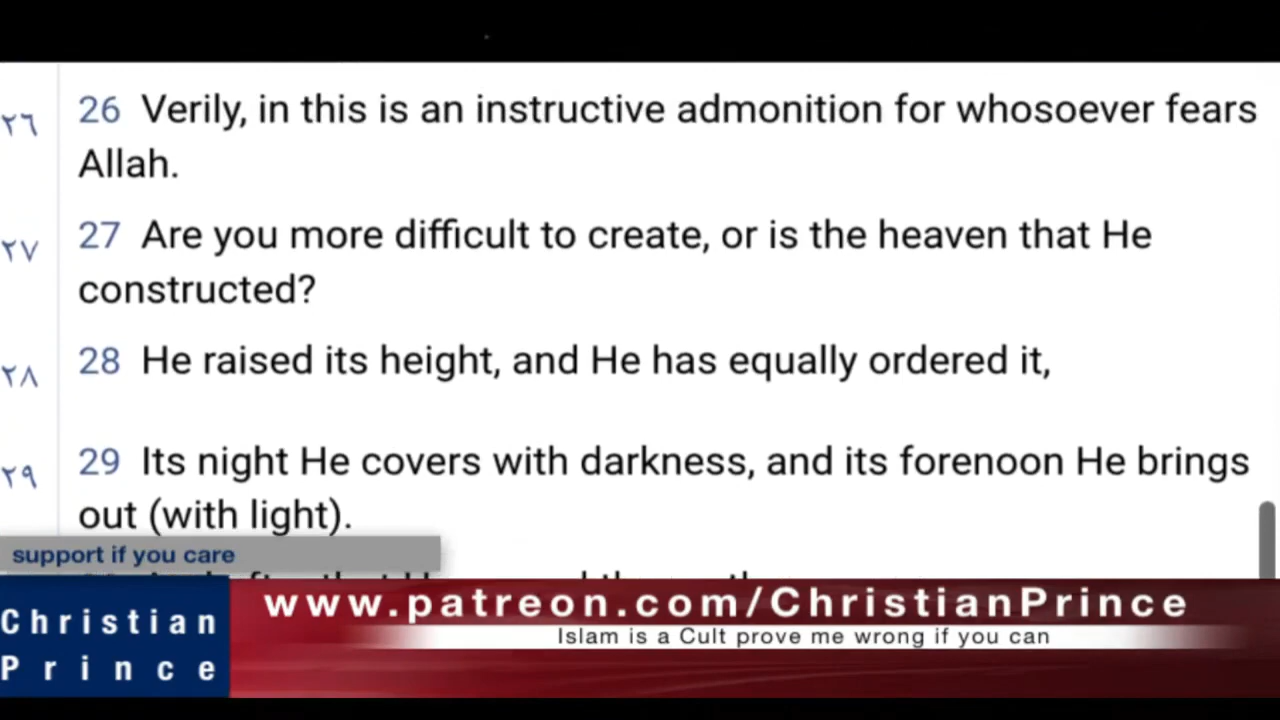 ٢٦ 26 Verily, in this is an instructive admonition for whosoever fears
Allah.
٢٧ 27 Are you more difficult to create, or is the heaven that He
constructed?
٢٨ 28 He raised its height, and He has equally ordered it,
٢٩ 29 Its night He covers with darkness, and its forenoon He brings
out (with light).
support if you care
Christian
Prince
www.patreon.com/ChristianPrince
Islam is a Cult prove me wrong if you can